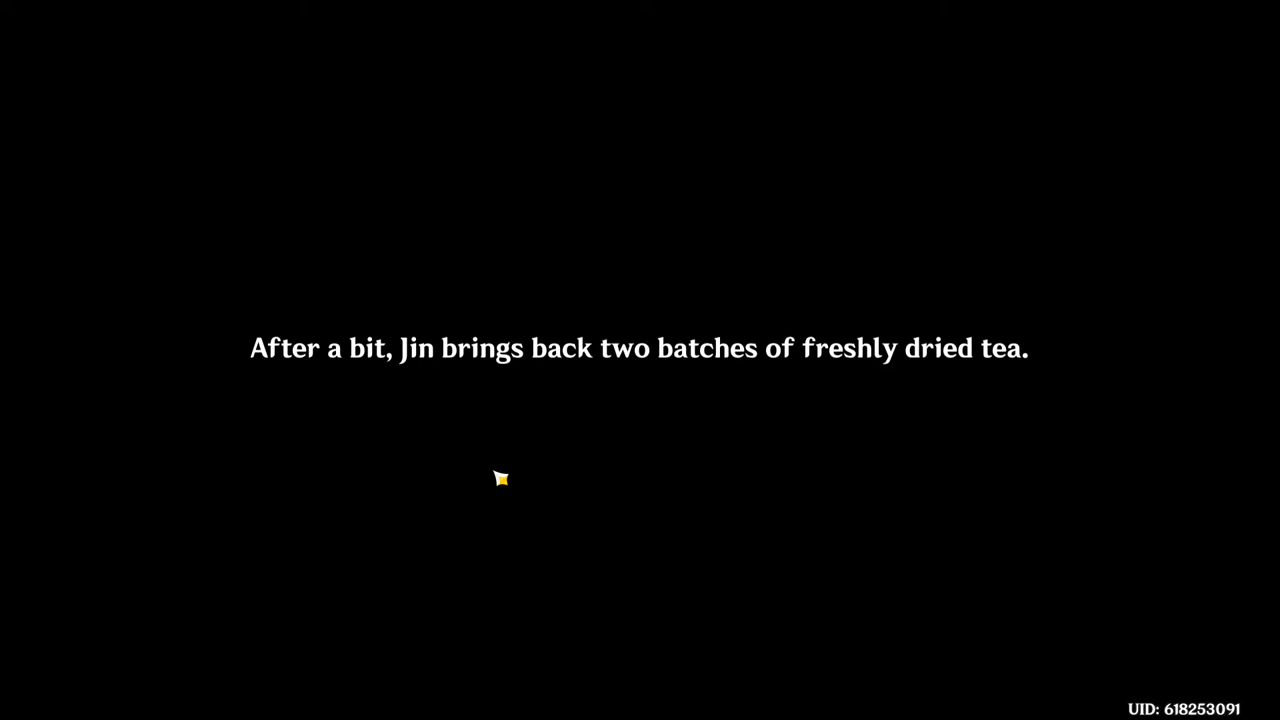 After a bit, Jin brings back two batches of freshly dried tea.
UID: 618253091